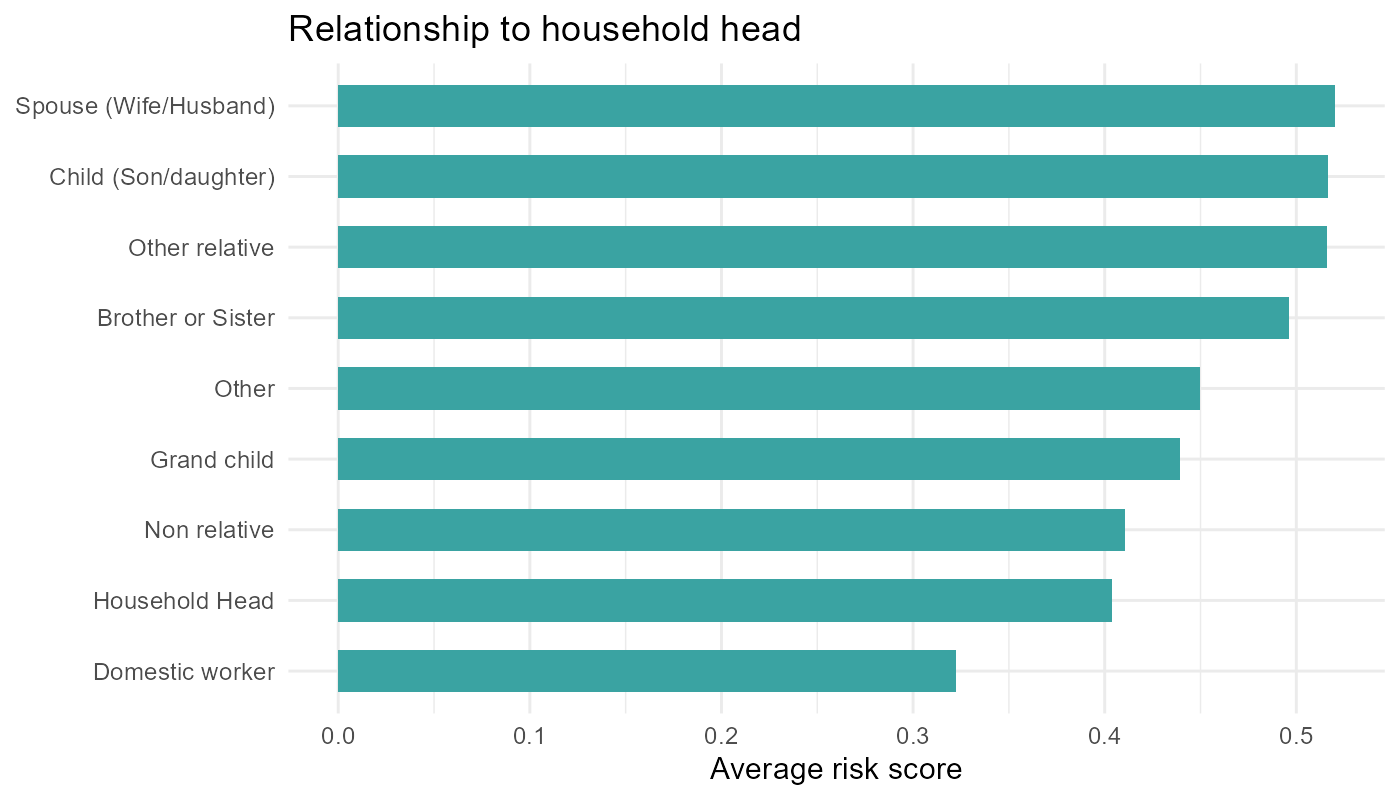 Relationship to household head
Spouse (Wife/Husband)
Child (Son/daughter)
Other relative
Brother or Sister
Other
Grand child
Non relative
Household Head
Domestic worker
0.0 0.1 0.2 0.3 0.4 0.5
Average risk score